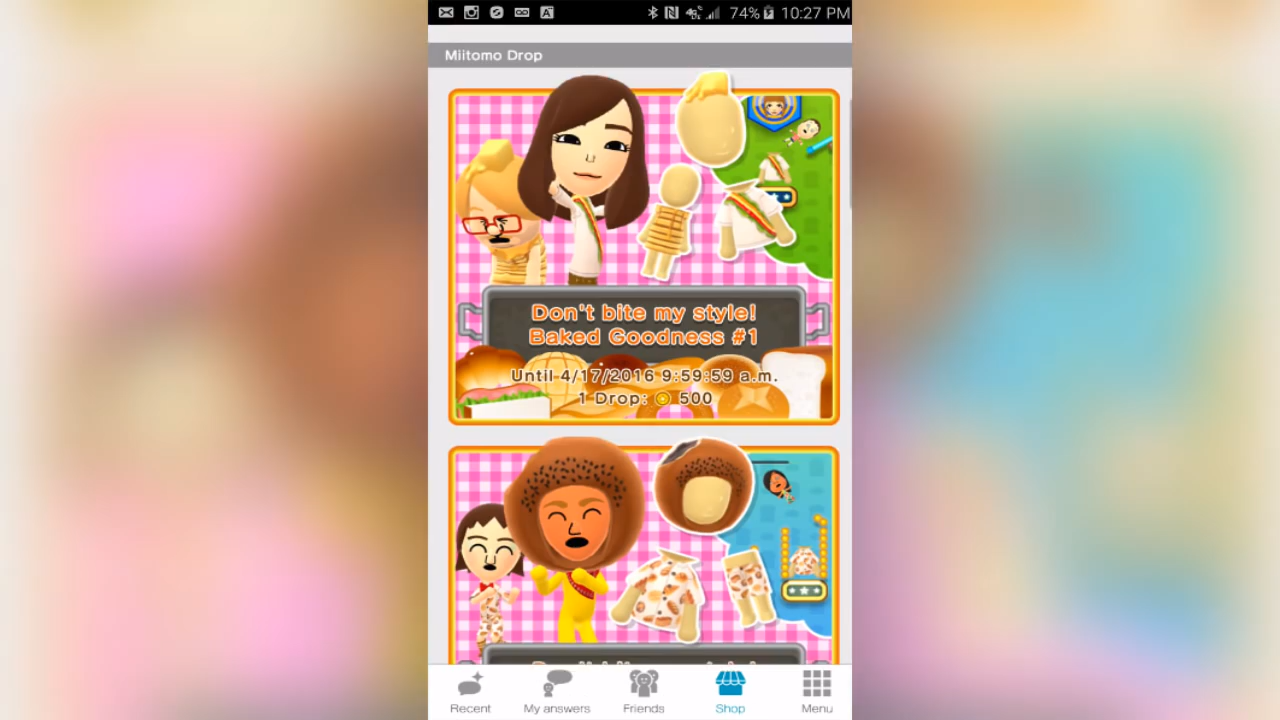 74% 10:27 PM
Miitomo Drop
Don't bite my style!
Baked Goodness #1
Until 4/17/2016 9:59:59 a.m.
1 Drop: 500
Recent My answers Friends Shop Menu